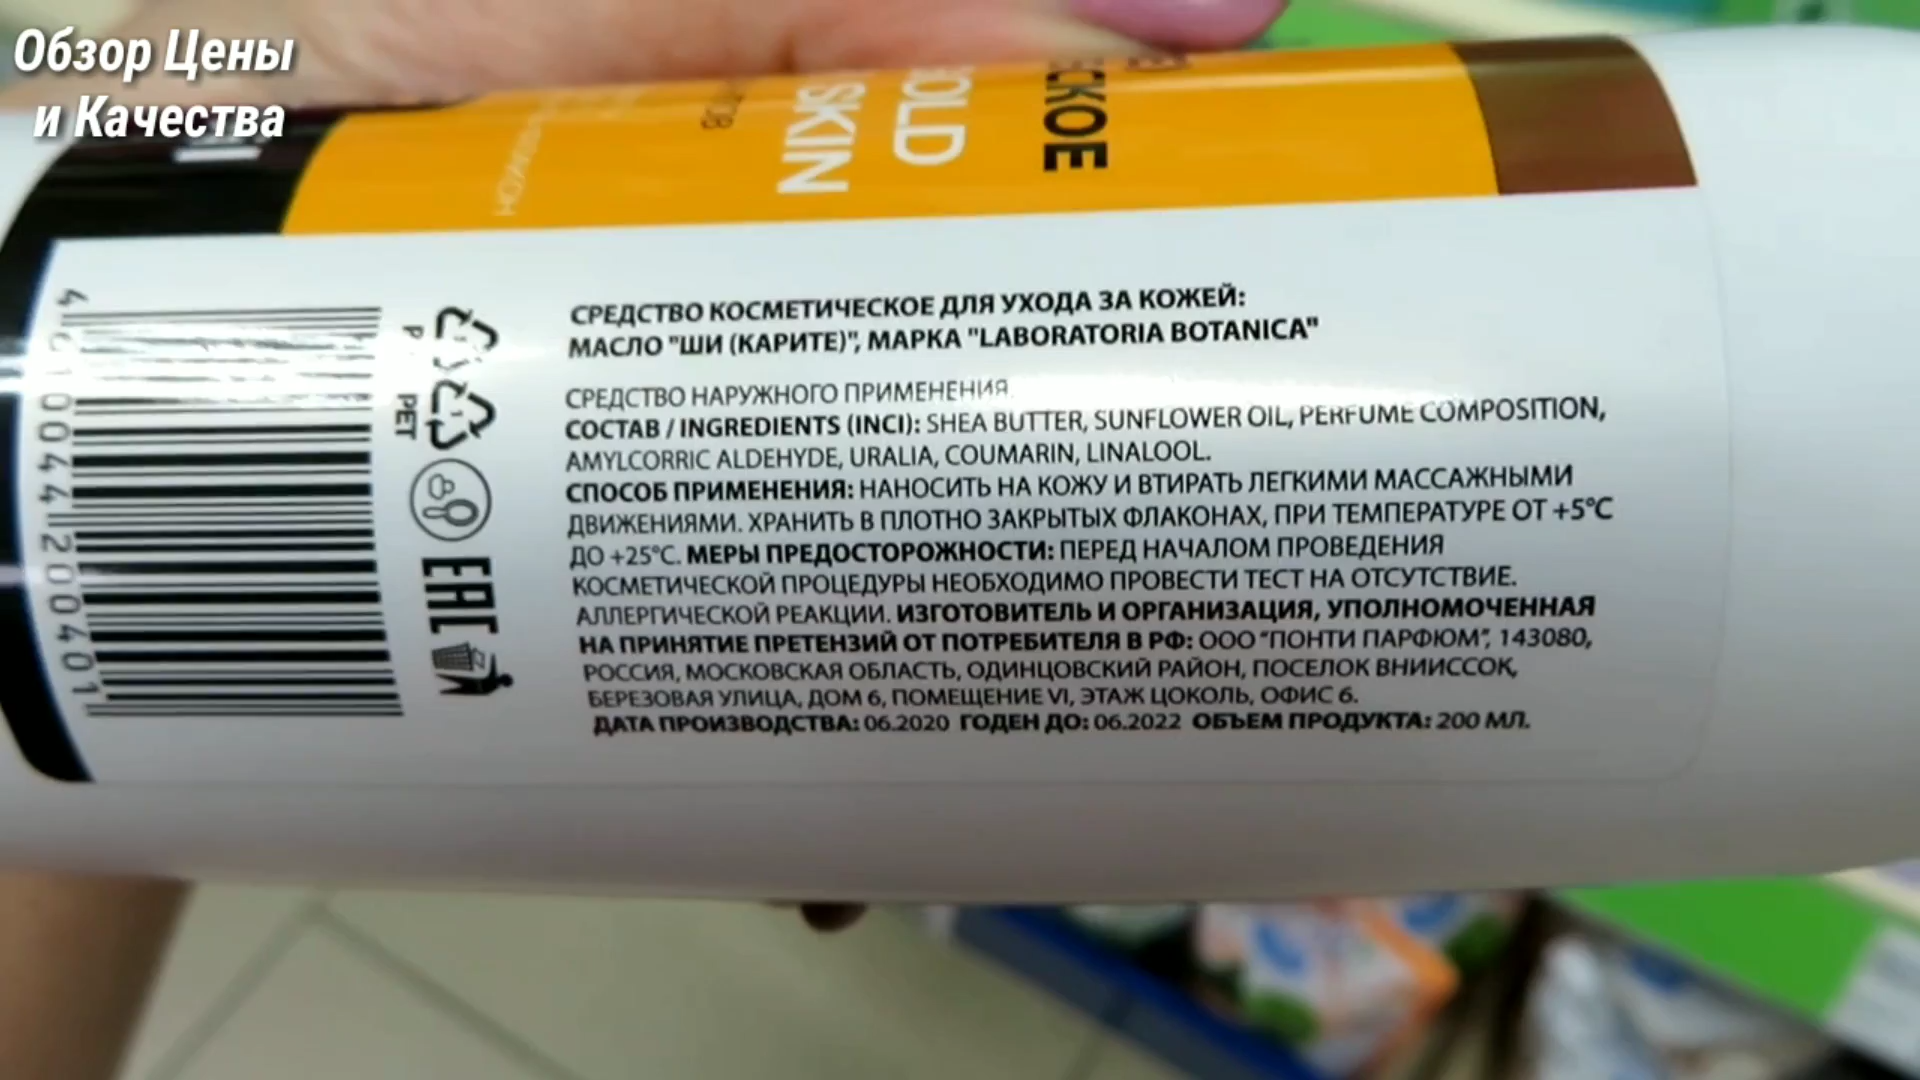 Обзор Цены
и Качества
OLD
SKIN
СКОЕ
СРЕДСТВО КОСМЕТИЧЕСКОЕ ДЛЯ УХОДА ЗА КОЖЕЙ:
МАСЛО "ШИ (КАРИТЕ)", МАРКА "LABORATORIA BOTANICA"
СРЕДСТВО НАРУЖНОГО ПРИМЕНЕНИЯ.
СОСТАВ / INGREDIENTS (INCI): SHEA BUTTER, SUNFLOWER OIL, PERFUME COMPOSITION,
AMYLCORRIC ALDEHYDE, URALIA, COUMARIN, LINALOOL.
СПОСОБ ПРИМЕНЕНИЯ: НАНОСИТЬ НА КОЖУ И ВТИРАТЬ ЛЕГКИМИ МАССАЖНЫМИ
ДВИЖЕНИЯМИ. ХРАНИТЬ В ПЛОТНО ЗАКРЫТЫХ ФЛАКОНАХ, ПРИ ТЕМПЕРАТУРЕ ОТ +5°С
ДО +25°С. МЕРЫ ПРЕДОСТОРОЖНОСТИ: ПЕРЕД НАЧАЛОМ ПРОВЕДЕНИЯ
КОСМЕТИЧЕСКОЙ ПРОЦЕДУРЫ НЕОБХОДИМО ПРОВЕСТИ ТЕСТ НА ОТСУТСТВИЕ.
АЛЛЕРГИЧЕСКОЙ РЕАКЦИИ. ИЗГОТОВИТЕЛЬ И ОРГАНИЗАЦИЯ, УПОЛНОМОЧЕННАЯ
НА ПРИНЯТИЕ ПРЕТЕНЗИЙ ОТ ПОТРЕБИТЕЛЯ В РФ: ООО "ПОНТИ ПАРФЮМ", 143080,
РОССИЯ, МОСКОВСКАЯ ОБЛАСТЬ, ОДИНЦОВСКИЙ РАЙОН, ПОСЕЛОК ВНИИССОК,
БЕРЕЗОВАЯ УЛИЦА, ДОМ 6, ПОМЕЩЕНИЕ VI, ЭТАЖ ЦОКОЛЬ, ОФИС 6.
ДАТА ПРОИЗВОДСТВА: 06.2020 ГОДЕН ДО: 06.2022 ОБЪЕМ ПРОДУКТА: 200 МЛ.
PET
EAC